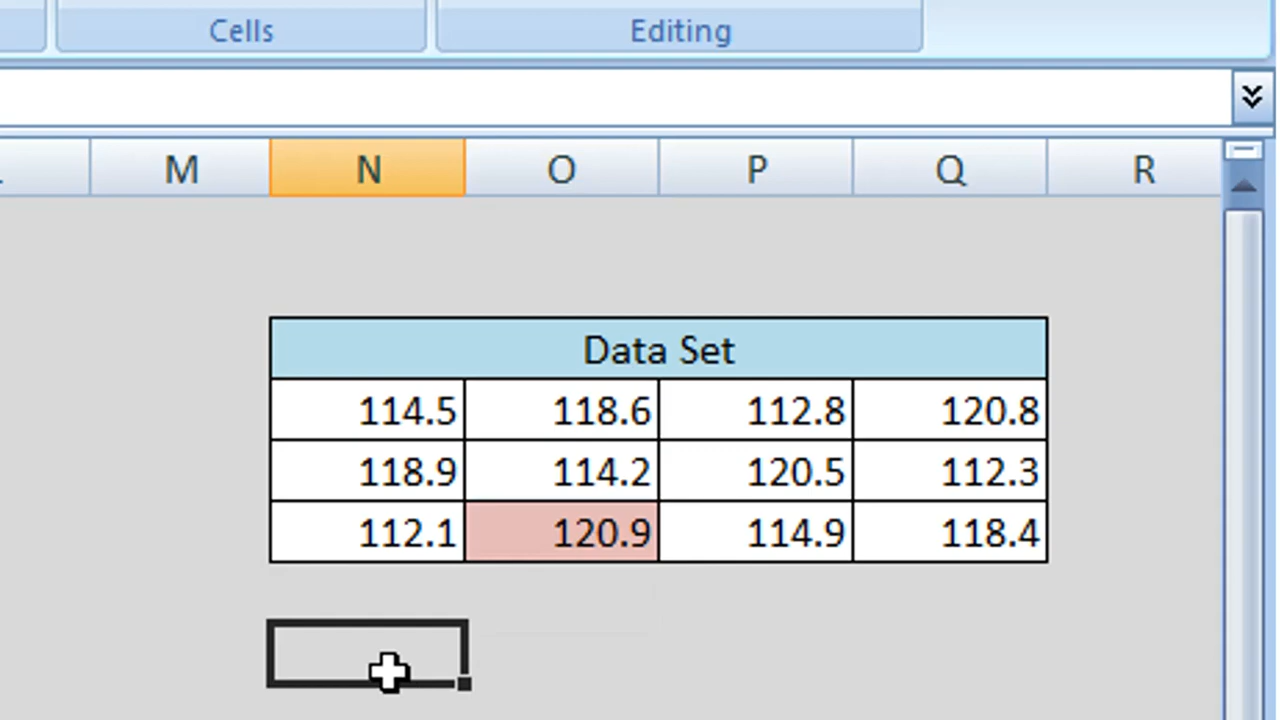 Cells Editing
M N O P Q R
Data Set
114.5 118.6 112.8 120.8
118.9 114.2 120.5 112.3
112.1 120.9 114.9 118.4